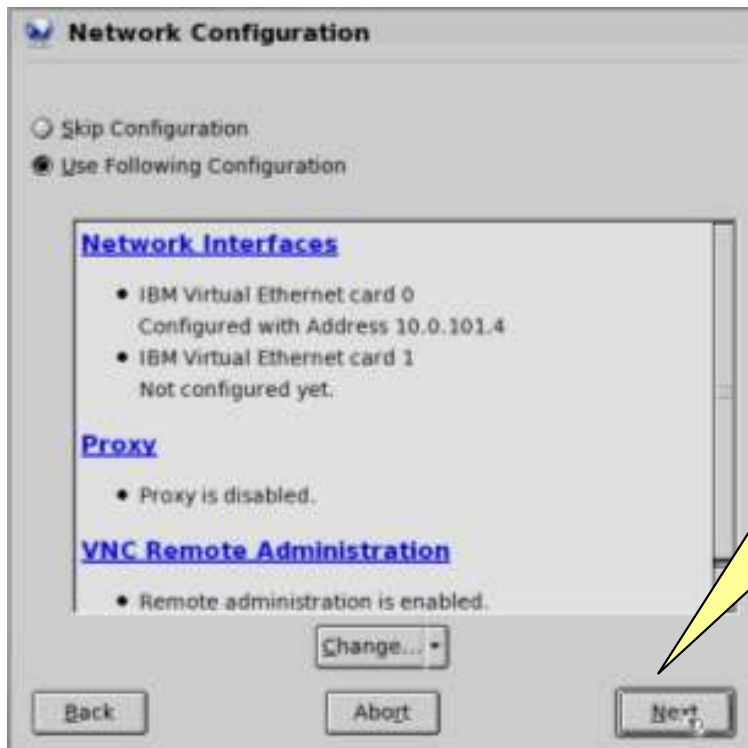 Network Configuration
Skip Configuration
Use Following Configuration
Network Interfaces
IBM Virtual Ethernet card 0
Configured with Address 10.0.101.4
IBM Virtual Ethernet card 1
Not configured yet.
Proxy
Proxy is disabled.
VNC Remote Administration
Remote administration is enabled.
Change...
Back
Abort
Next